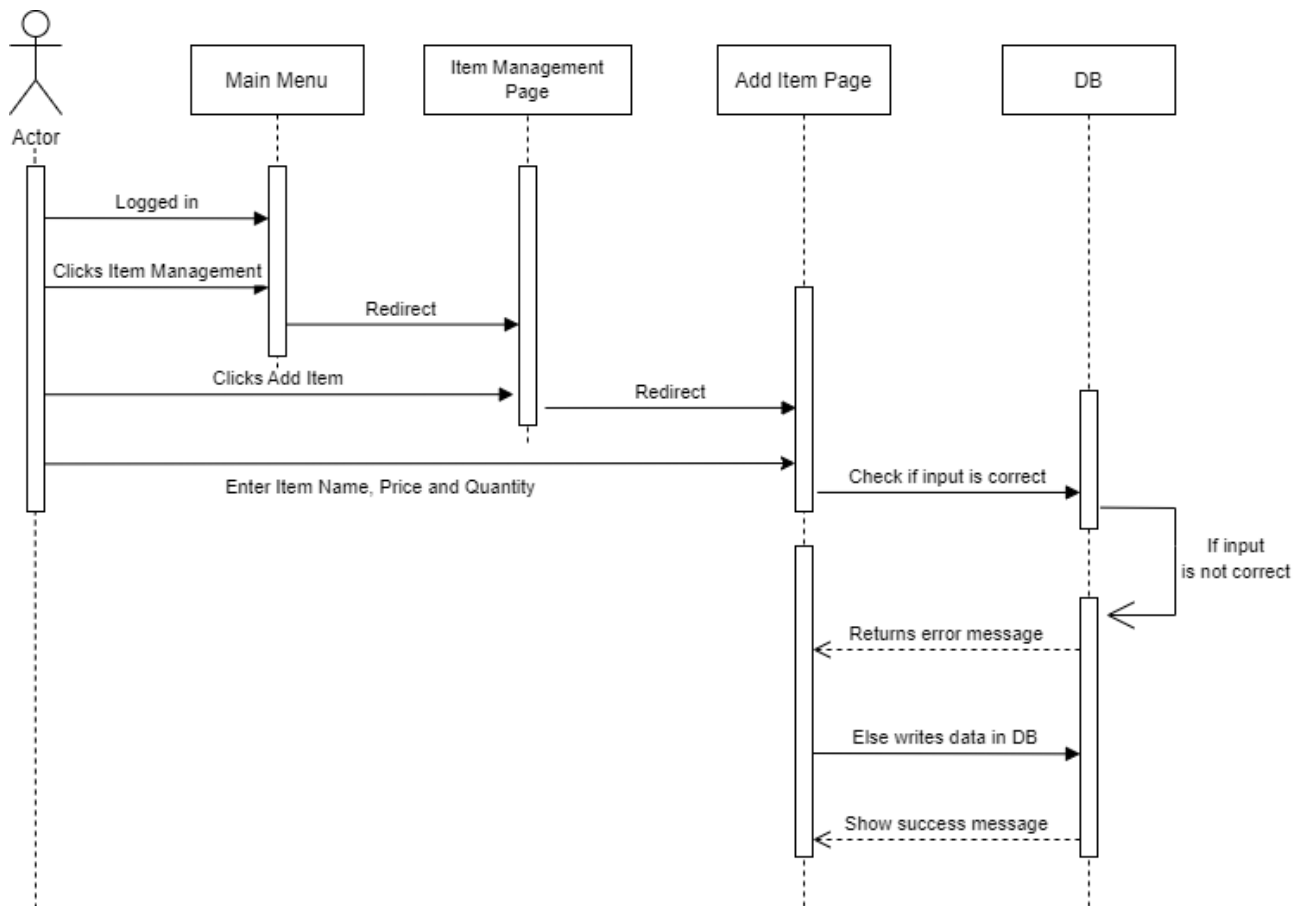 Main Menu
Item Management
Page
Add Item Page
DB
Actor
Logged in
Clicks Item Management
Redirect
Clicks Add Item
Redirect
Enter Item Name, Price and Quantity
Check if input is correct
If input
is not correct
Returns error message
Else writes data in DB
Show success message